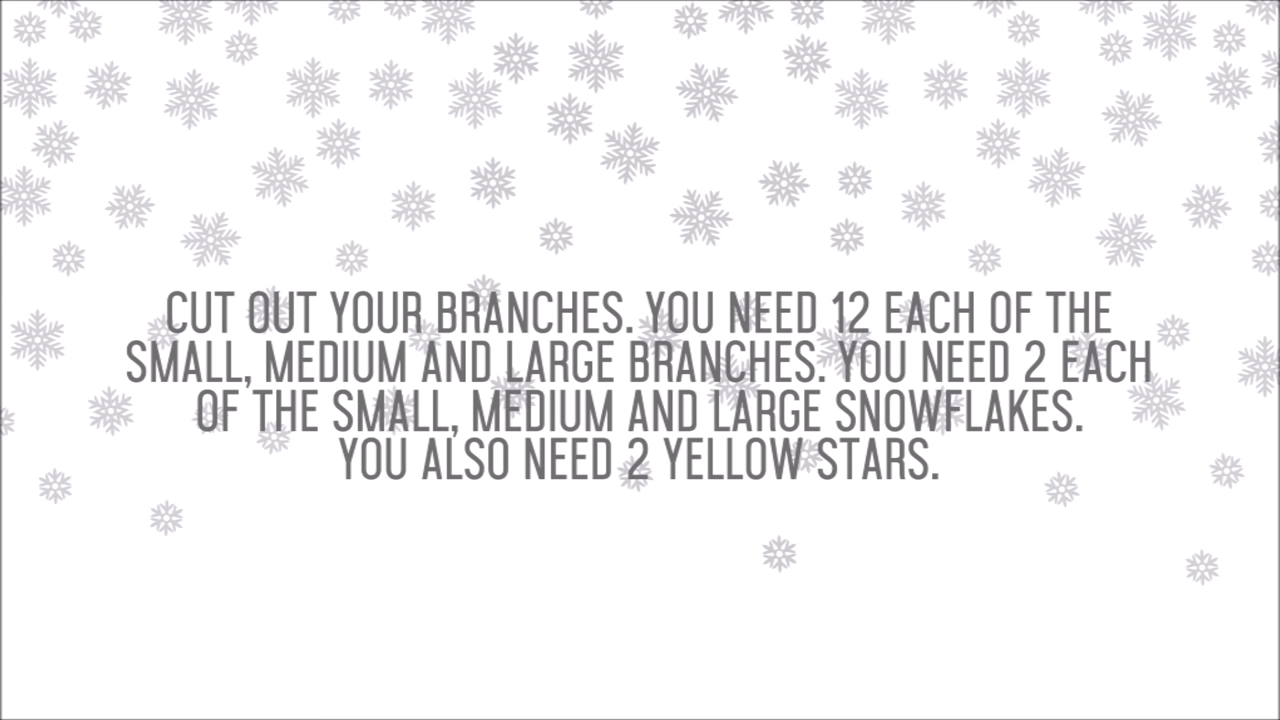 CUT OUT YOUR BRANCHES. YOU NEED 12 EACH OF THE
SMALL, MEDIUM AND LARGE BRANCHES. YOU NEED 2 EACH
OF THE SMALL, MEDIUM AND LARGE SNOWFLAKES.
YOU ALSO NEED 2 YELLOW STARS.